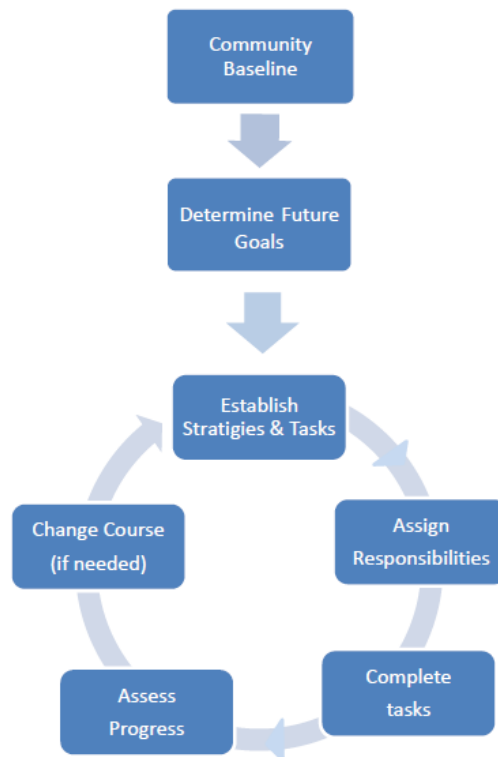 Community
Baseline
Determine Future
Goals
Establish
Stratigies & Tasks
Assign
Responsibilities
Complete
tasks
Assess
Progress
Change Course
(if needed)